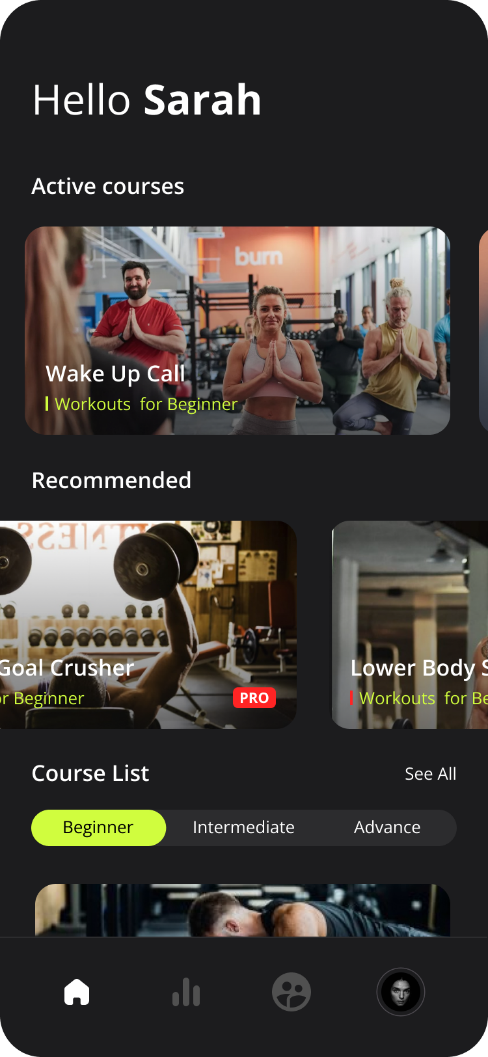 Hello Sarah
Active courses
burn
Wake Up Call
Workouts for Beginner
Recommended
Goal Crusher
or Beginner
PRO
Lower Body S
Workouts for Be
Course List
See All
Beginner
Intermediate
Advance